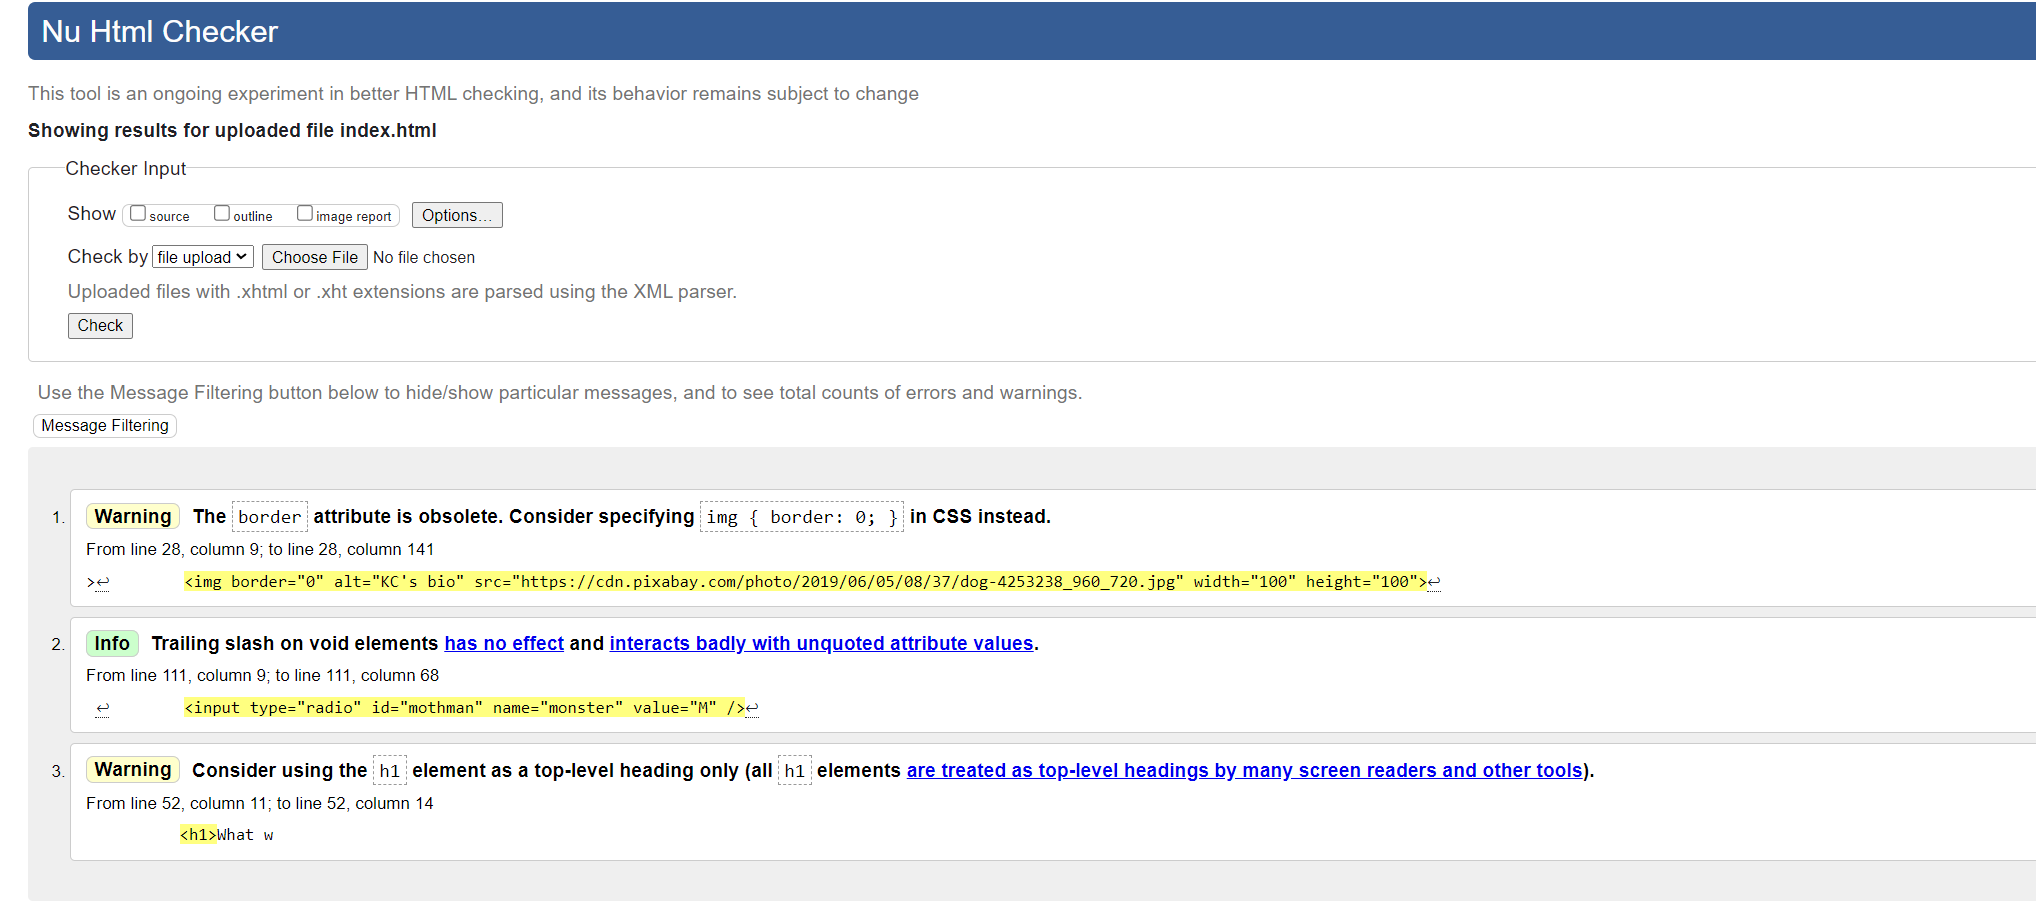 Nu Html Checker
This tool is an ongoing experiment in better HTML checking, and its behavior remains subject to change
Showing results for uploaded file index.html
Checker Input
Show source outline image report Options...
Check by file upload Choose File No file chosen
Uploaded files with .xhtml or .xht extensions are parsed using the XML parser.
Check
Use the Message Filtering button below to hide/show particular messages, and to see total counts of errors and warnings.
Message Filtering
1. Warning The border attribute is obsolete. Consider specifying img { border: 0; } in CSS instead.
From line 28, column 9; to line 28, column 141
>↩ <img border="0" alt="KC's bio" src="https://cdn.pixabay.com/photo/2019/06/05/08/37/dog-4253238_960_720.jpg" width="100" height="100">↩
2. Info Trailing slash on void elements has no effect and interacts badly with unquoted attribute values.
From line 111, column 9; to line 111, column 68
↩ <input type="radio" id="mothman" name="monster" value="M" />↩
3. Warning Consider using the h1 element as a top-level heading only (all h1 elements are treated as top-level headings by many screen readers and other tools).
From line 52, column 11; to line 52, column 14
<h1>What w